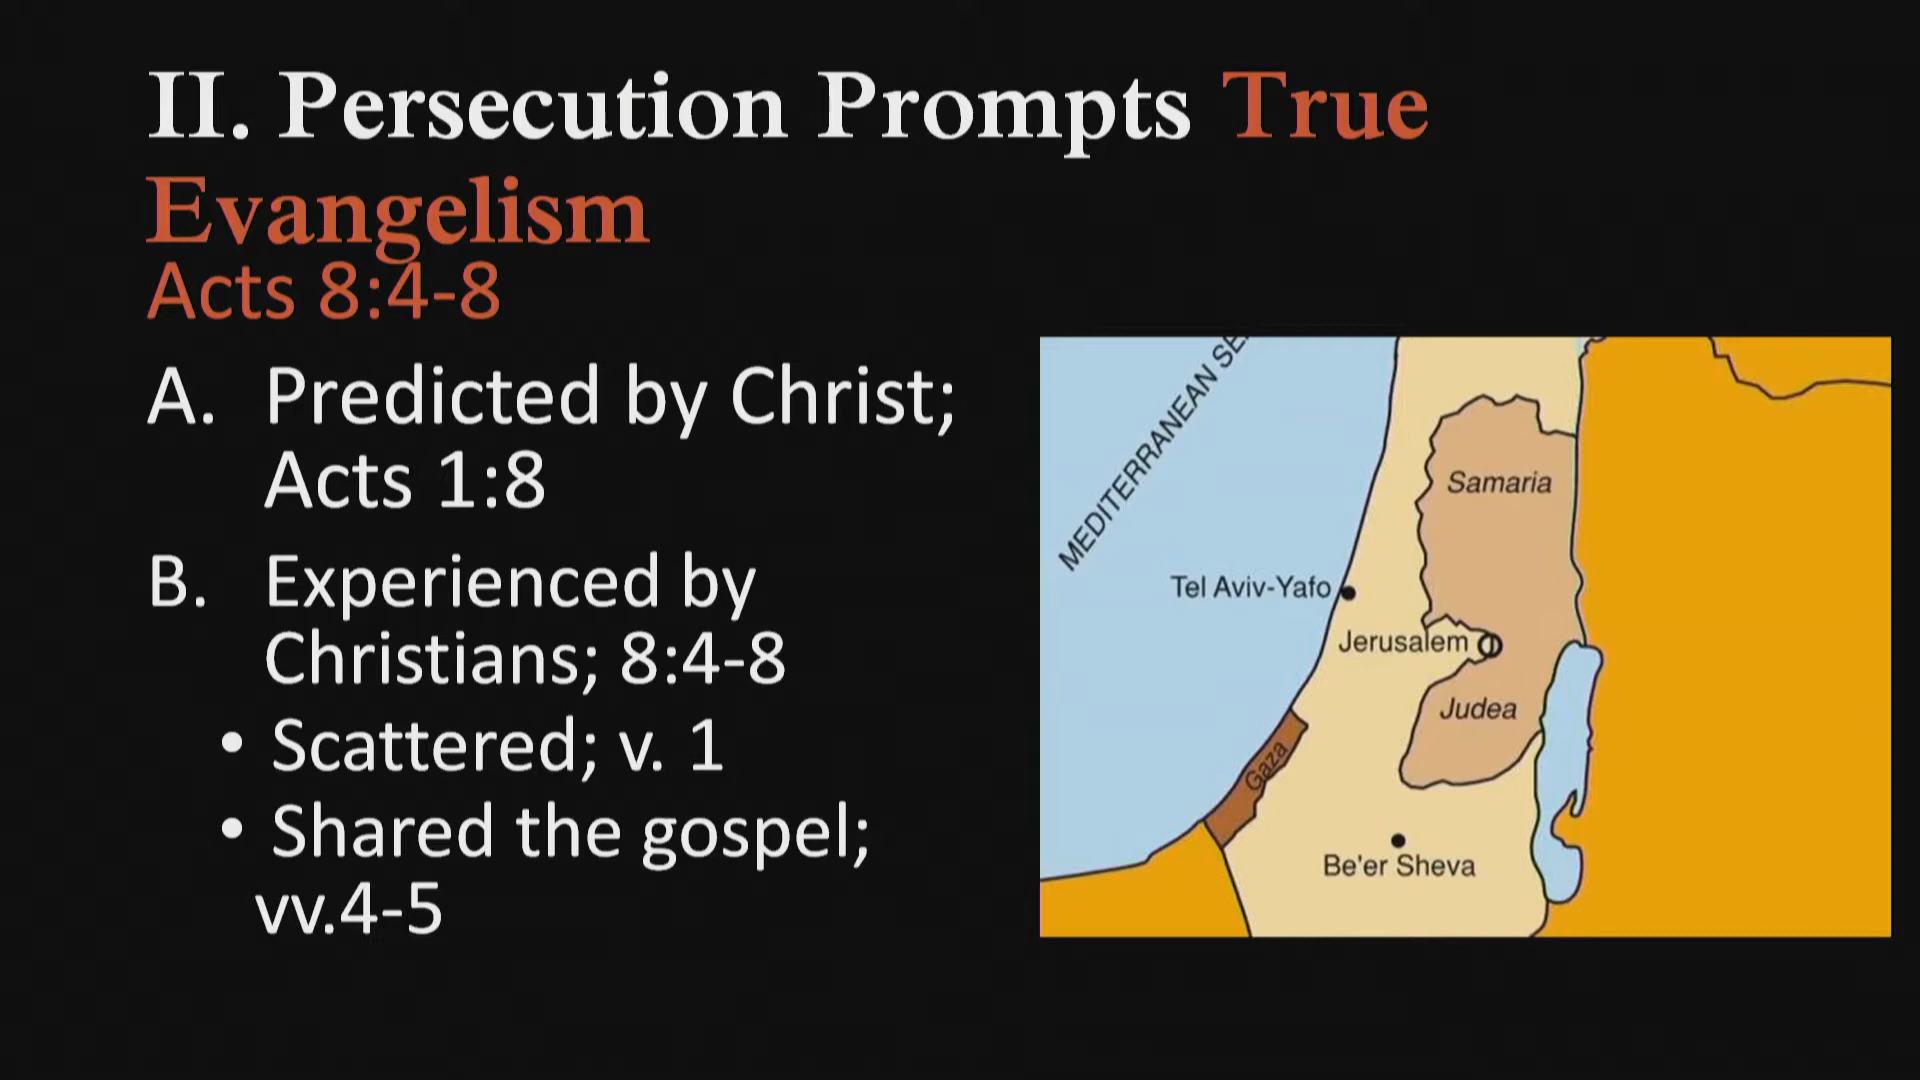 II. Persecution Prompts True
Evangelism
Acts 8:4-8
A. Predicted by Christ;
Acts 1:8
B. Experienced by
Christians; 8:4-8
• Scattered; v. 1
• Shared the gospel;
vv.4-5
MEDITERRANEAN SE
Samaria
Tel Aviv-Yafo
Jerusalem
Judea
Gaza
Be'er Sheva